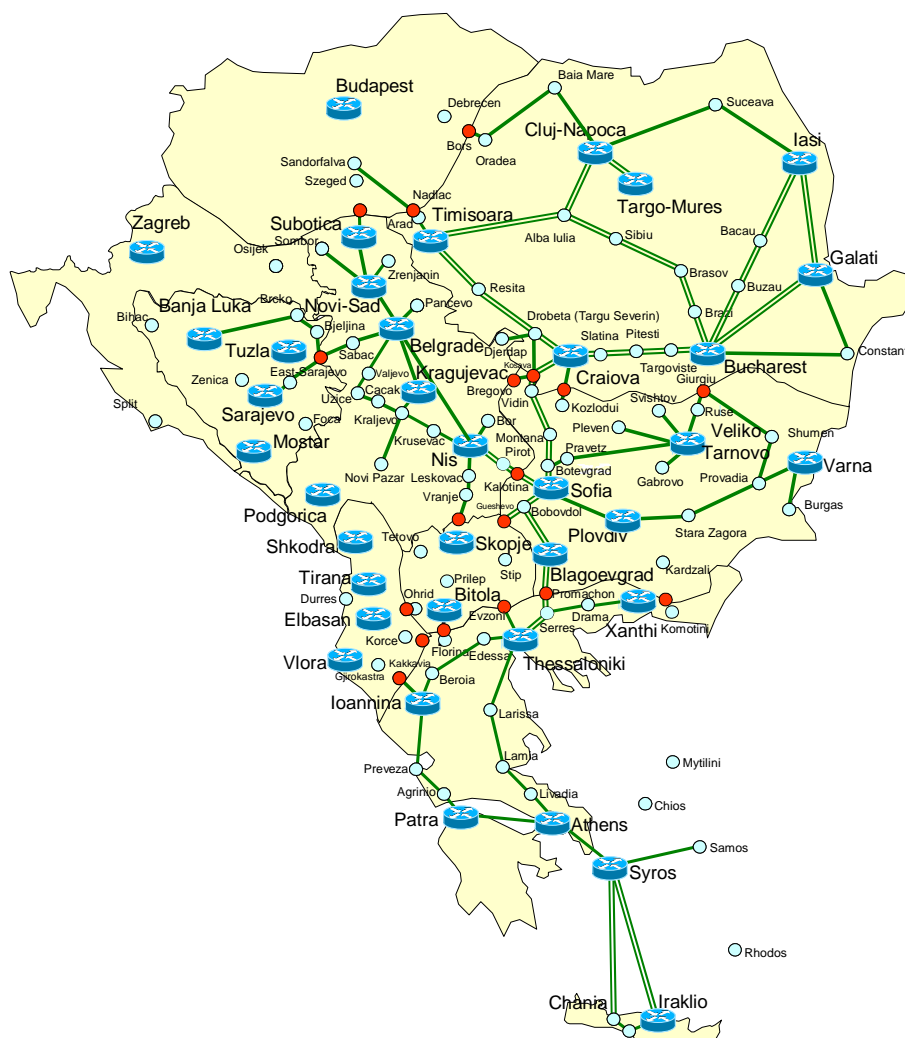 Baia Mare
Budapest
Debrecen
Suceava
Cluj-Napoca
Iasi
Bors
Oradea
Sandorfalva
Szeged
Nadlac
Targo-Mures
Zagreb
Subotica
Arad
Timisoara
Alba Iulia
Sibiu
Bacau
Osijek
Sombor
Galati
Zrenjanin
Brasov
Resita
Buzau
Banja Luka
Brcko
Novi-Sad
Pancevo
Bihac
Bjeljina
Drobeta (Targu Severin)
Brazi
Slatina
Pitesti
Tuzla
Sabac
Belgrade
Djerdap
Kosava
Targoviste
Bucharest
Constant
East-Sarajevo
Valjevo
Kragujevac
Craiova
Giurgiu
Zenica
Uzice
Cacak
Bregovo
Vidin
Kozlodui
Svishtov
Ruse
Split
Sarajevo
Foca
Kraljevo
Bor
Pleven
Veliko
Tarnovo
Shumen
Mostar
Krusevac
Montana
Pirot
Pravetz
Nis
Novi Pazar
Leskovac
Kalotina
Botevgrad
Gabrovo
Provadia
Varna
Podgorica
Vranje
Sofia
Gueshevo
Bobovdol
Burgas
Plovdiv
Stara Zagora
Shkodra
Tetovo
Skopje
Stip
Blagoevgrad
Kardzali
Tirana
Prilep
Durres
Ohrid
Bitola
Promachon
Elbasan
Evzoni
Drama
Xanthi
Komotini
Korce
Florina
Serres
Edessa
Thessaloniki
Vlora
Gjirokastra
Kakkavia
Beroia
Ioannina
Larissa
Preveza
Lamia
Mytilini
Agrinio
Livadia
Chios
Patra
Athens
Samos
Syros
Rhodos
Chania
Iraklio